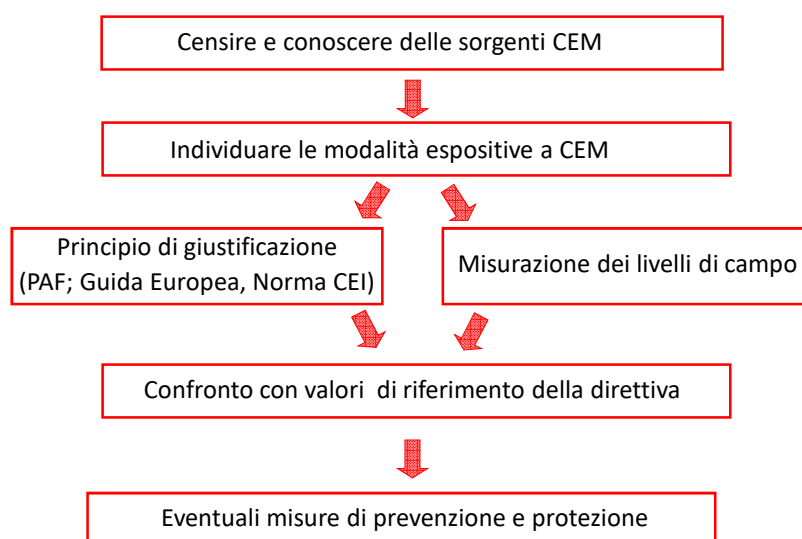 Censire e conoscere delle sorgenti CEM
Individuare le modalità espositive a CEM
Principio di giustificazione
(PAF; Guida Europea, Norma CEI)
Misurazione dei livelli di campo
Confronto con valori di riferimento della direttiva
Eventuali misure di prevenzione e protezione